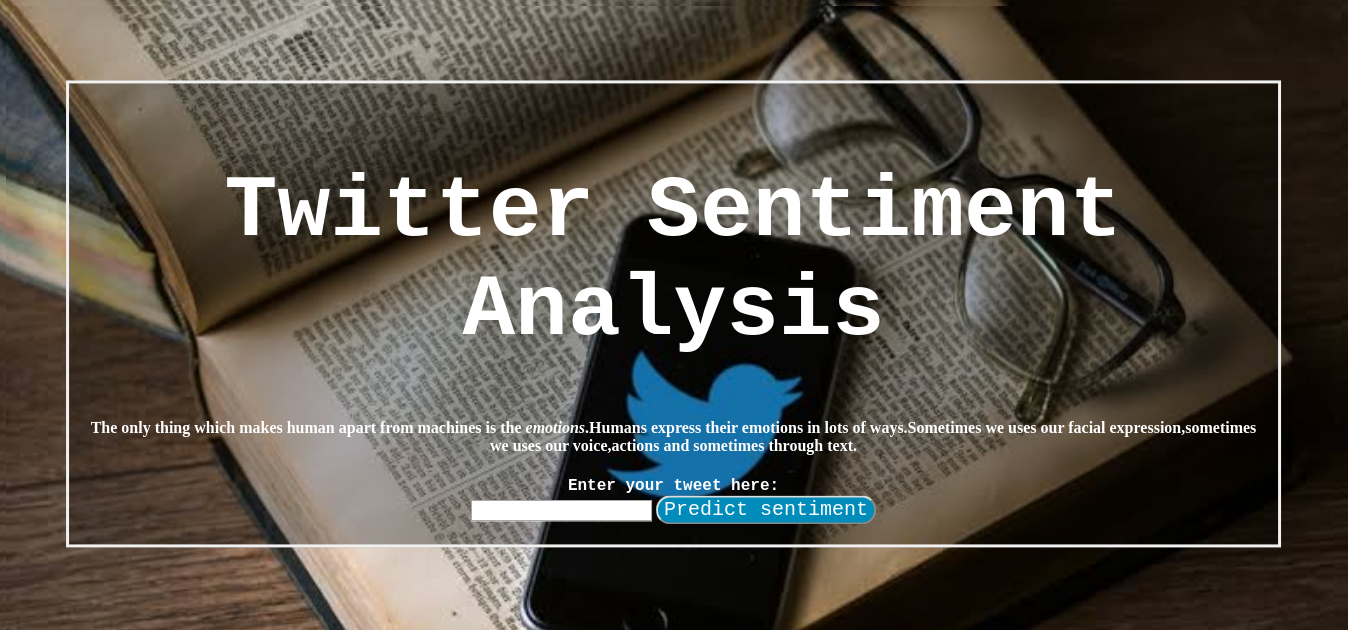 Twitter Sentiment
Analysis
The only thing which makes human apart from machines is the emotions.Humans express their emotions in lots of ways.Sometimes we uses our facial expression,sometimes
we uses our voice,actions and sometimes through text.
Enter your tweet here:
Predict sentiment